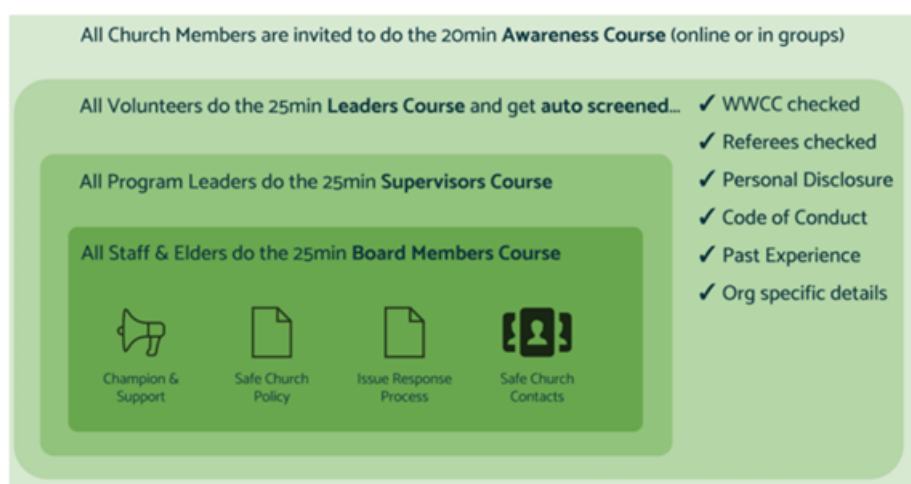 All Church Members are invited to do the 20min Awareness Course (online or in groups)
All Volunteers do the 25min Leaders Course and get auto screened...
✓ WWCC checked
✓ Referees checked
✓ Personal Disclosure
✓ Code of Conduct
✓ Past Experience
✓ Org specific details
All Program Leaders do the 25min Supervisors Course
All Staff & Elders do the 25min Board Members Course
Champion &
Support
Safe Church
Policy
Issue Response
Process
Safe Church
Contacts